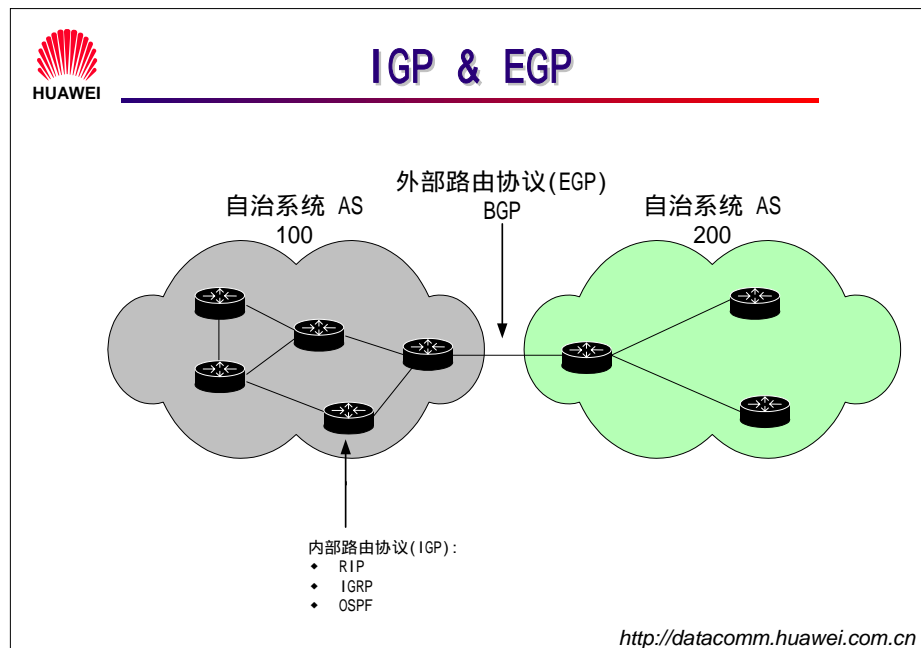 HUAWEI
IGP & EGP
外部路由协议(EGP)
BGP
自治系统 AS
100
自治系统 AS
200
内部路由协议(IGP):
◆ RIP
◆ IGRP
◆ OSPF
http://datacomm.huawei.com.cn